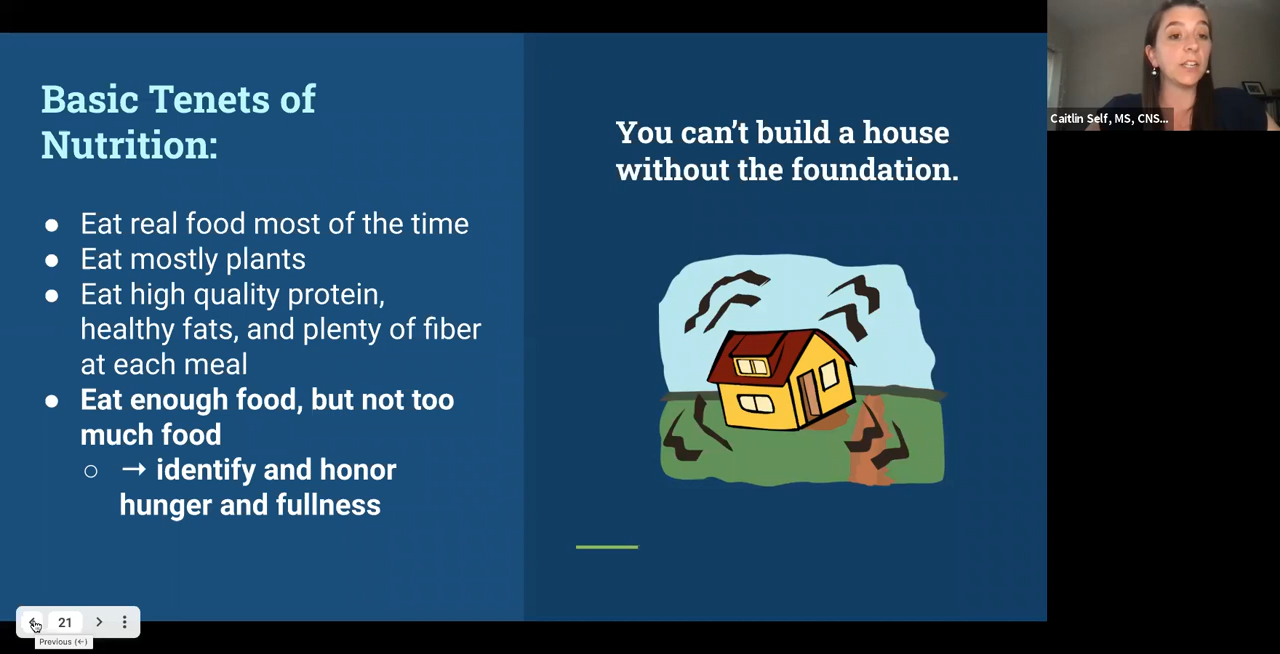 Basic Tenets of
Nutrition:
● Eat real food most of the time
● Eat mostly plants
● Eat high quality protein,
healthy fats, and plenty of fiber
at each meal
● Eat enough food, but not too
much food
○ → identify and honor
hunger and fullness
You can’t build a house
without the foundation.
Caitlin Self, MS, CNS...
21
Previous (←)